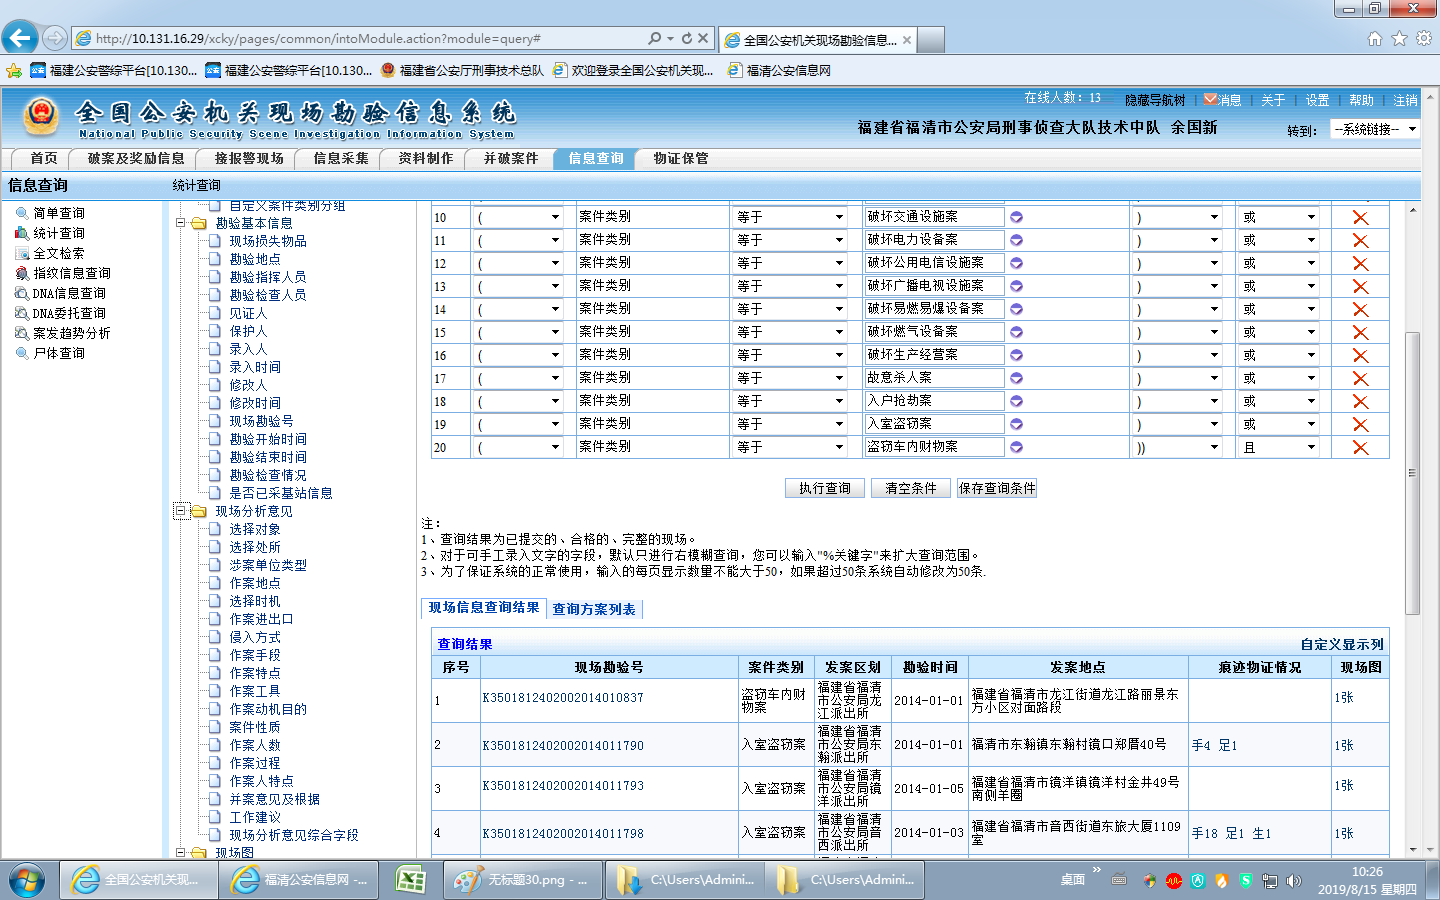 http://10.131.16.29/xcky/pages/common/intoModule.action?module=query#
全国公安机关现场勘验信息...
福建公安警综平台[10.130...
福建公安警综平台[10.130...
福建省公安厅刑事技术总队
欢迎登录全国公安机关现...
福清公安信息网
全国公安机关现场勘验信息系统
National Public Security Scene Investigation Information System
在线人数：13
隐藏导航树
消息
关于
设置
帮助
注销
福建省福清市公安局刑事侦查大队技术中队 余国新
转到：
--系统链接--
首页
破案及奖励信息
接报警现场
信息采集
资料制作
并破案件
信息查询
物证保管
信息查询
统计查询
简单查询
统计查询
全文检索
指纹信息查询
DNA信息查询
DNA委托查询
案发趋势分析
尸体查询
自定义案件类别分组
勘验基本信息
现场损失物品
勘验地点
勘验指挥人员
勘验检查人员
见证人
保护人
录入人
录入时间
修改人
修改时间
现场勘验号
勘验开始时间
勘验结束时间
勘验检查情况
是否已采基站信息
现场分析意见
选择对象
选择处所
涉案单位类型
作案地点
选择时机
作案进出口
侵入方式
作案手段
作案特点
作案工具
作案动机目的
案件性质
作案人数
作案过程
作案人特点
并案意见及根据
工作建议
现场分析意见综合字段
现场图
10 ( 案件类别 等于 破坏交通设施案 ) 或
11 ( 案件类别 等于 破坏电力设备案 ) 或
12 ( 案件类别 等于 破坏公用电信设施案 ) 或
13 ( 案件类别 等于 破坏广播电视设施案 ) 或
14 ( 案件类别 等于 破坏易燃易爆设备案 ) 或
15 ( 案件类别 等于 破坏燃气设备案 ) 或
16 ( 案件类别 等于 破坏生产经营案 ) 或
17 ( 案件类别 等于 故意杀人案 ) 或
18 ( 案件类别 等于 入户抢劫案 ) 或
19 ( 案件类别 等于 入室盗窃案 ) 或
20 ( 案件类别 等于 盗窃车内财物案 )) 且
执行查询 清空条件 保存查询条件
注：
1、查询结果为已提交的、合格的、完整的现场。
2、对于可手工录入文字的字段，默认只进行右模糊查询，您可以输入"%关键字"来扩大查询范围。
3、为了保证系统的正常使用，输入的每页显示数量不能大于50，如果超过50条系统自动修改为50条.
现场信息查询结果 查询方案列表
查询结果 自定义显示列
序号 现场勘验号 案件类别 发案区划 勘验时间 发案地点 痕迹物证情况 现场图
1 K3501812402002014010837 盗窃车内财物案 福建省福清市公安局龙江派出所 2014-01-01 福建省福清市龙江街道龙江路丽景东方小区对面路段 1张
2 K3501812402002014011790 入室盗窃案 福建省福清市公安局东瀚派出所 2014-01-01 福清市东瀚镇东瀚村镜口郑厝40号 手4 足1 1张
3 K3501812402002014011793 入室盗窃案 福建省福清市公安局镜洋派出所 2014-01-05 福建省福清市镜洋镇镜洋村金井49号南侧羊圈 1张
4 K3501812402002014011798 入室盗窃案 福建省福清市公安局音西派出所 2014-01-03 福建省福清市音西街道东旅大厦1109室 手18 足1 生1 1张
全国公安机关现...
福清公安信息网 -...
无标题30.png - ...
C:\Users\Admini...
C:\Users\Admini...
桌面
10:26
2019/8/15 星期四